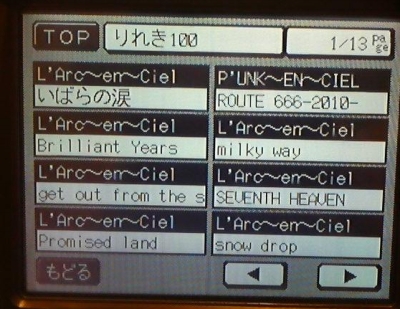 TOP りれき100 1/13 Page
L'Arc〜en〜Ciel P'UNK〜EN〜CIEL
いばらの涙 ROUTE 666-2010-
L'Arc〜en〜Ciel L'Arc〜en〜Ciel
Brilliant Years milky way
L'Arc〜en〜Ciel L'Arc〜en〜Ciel
get out from the s SEVENTH HEAVEN
L'Arc〜en〜Ciel L'Arc〜en〜Ciel
Promised land snow drop
もどる ◀ ▶